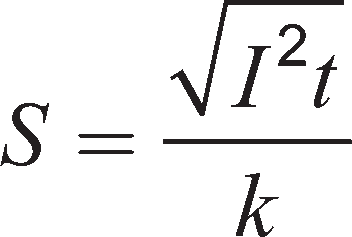 S = √(I²t) / k